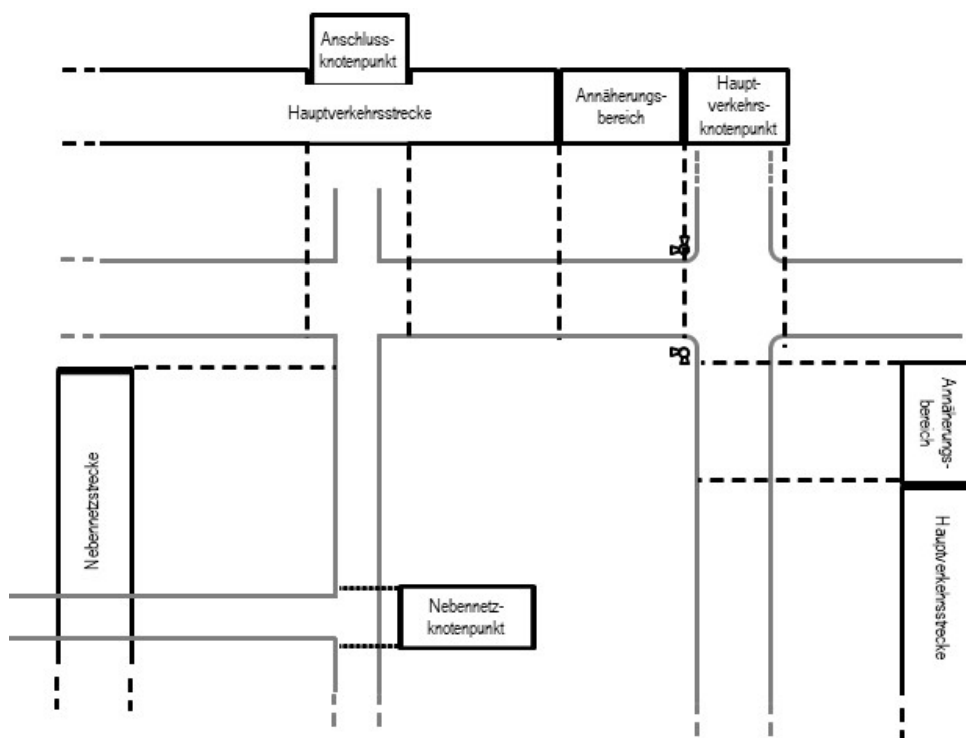 Anschluss-
knotenpunkt
Hauptverkehrsstrecke
Annäherungs-
bereich
Haupt-
verkehrs-
knotenpunkt
Annäherungs-
bereich
Nebennetzstrecke
Hauptverkehrsstrecke
Nebennetz-
knotenpunkt